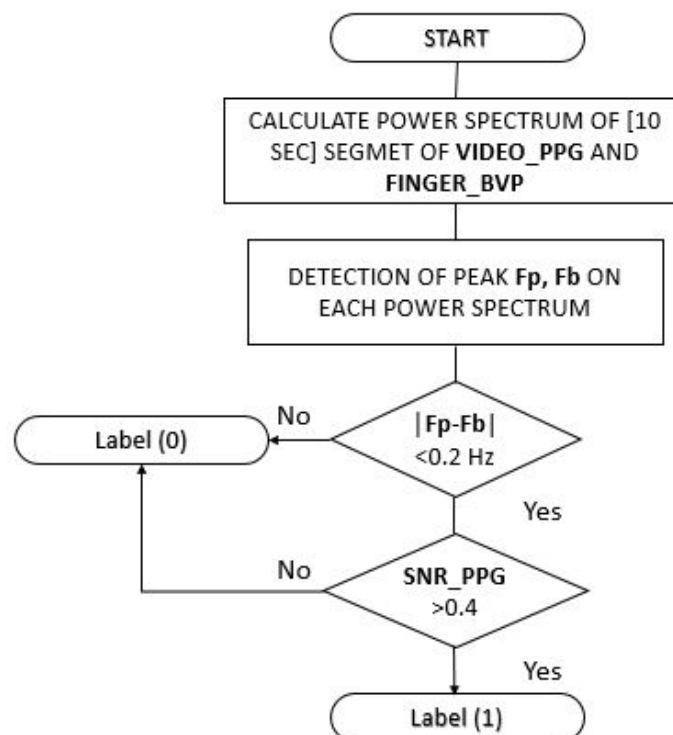 START
CALCULATE POWER SPECTRUM OF [10
SEC] SEGMET OF VIDEO_PPG AND
FINGER_BVP
DETECTION OF PEAK Fp, Fb ON
EACH POWER SPECTRUM
|Fp-Fb|
<0.2 Hz
No
Label (0)
Yes
SNR_PPG
>0.4
No
Yes
Label (1)